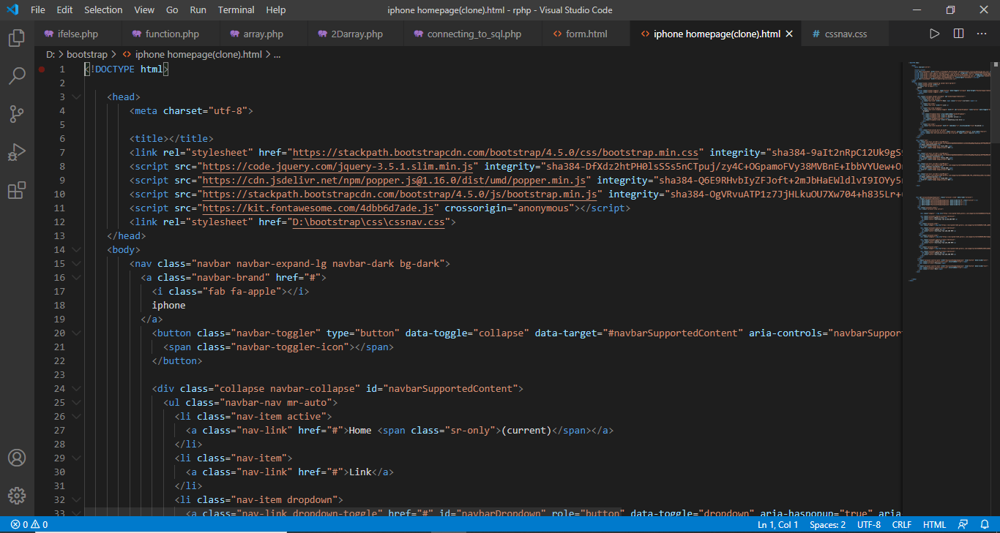 File Edit Selection View Go Run Terminal Help iphone homepage(clone).html - rphp - Visual Studio Code
ifelse.php function.php array.php 2Darray.php connecting_to_sql.php form.html iphone homepage(clone).html cssnav.css
D: > bootstrap > iphone homepage(clone).html > ...
1 <!DOCTYPE html>
2
3 <head>
4 <meta charset="utf-8">
5
6 <title></title>
7 <link rel="stylesheet" href="https://stackpath.bootstrapcdn.com/bootstrap/4.5.0/css/bootstrap.min.css" integrity="sha384-9aIt2nRpC12Uk9gS
8 <script src="https://code.jquery.com/jquery-3.5.1.slim.min.js" integrity="sha384-DfXdz2htPH0lsSSs5nCTpuj/zy4C+OGpamoFVy38MVBnE+IbbVYUew+O
9 <script src="https://cdn.jsdelivr.net/npm/popper.js@1.16.0/dist/umd/popper.min.js" integrity="sha384-Q6E9RHvbIyZFJoft+2mJbHaEWldlvI9IOYy5
10 <script src="https://stackpath.bootstrapcdn.com/bootstrap/4.5.0/js/bootstrap.min.js" integrity="sha384-OgVRvuATP1z7JjHLkuOU7Xw704+h835Lr+
11 <script src="https://kit.fontawesome.com/4dbb6d7ade.js" crossorigin="anonymous"></script>
12 <link rel="stylesheet" href="D:\bootstrap\css\cssnav.css">
13 </head>
14 <body>
15 <nav class="navbar navbar-expand-lg navbar-dark bg-dark">
16 <a class="navbar-brand" href="#">
17 <i class="fab fa-apple"></i>
18 iphone
19 </a>
20 <button class="navbar-toggler" type="button" data-toggle="collapse" data-target="#navbarSupportedContent" aria-controls="navbarSuppor
21 <span class="navbar-toggler-icon"></span>
22 </button>
23
24 <div class="collapse navbar-collapse" id="navbarSupportedContent">
25 <ul class="navbar-nav mr-auto">
26 <li class="nav-item active">
27 <a class="nav-link" href="#">Home <span class="sr-only">(current)</span></a>
28 </li>
29 <li class="nav-item">
30 <a class="nav-link" href="#">Link</a>
31 </li>
32 <li class="nav-item dropdown">
33 <a class="nav-link dropdown-toggle" href="#" id="navbarDropdown" role="button" data-toggle="dropdown" aria-haspopup="true" aria
0 0 Ln 1, Col 1 Spaces: 2 UTF-8 CRLF HTML